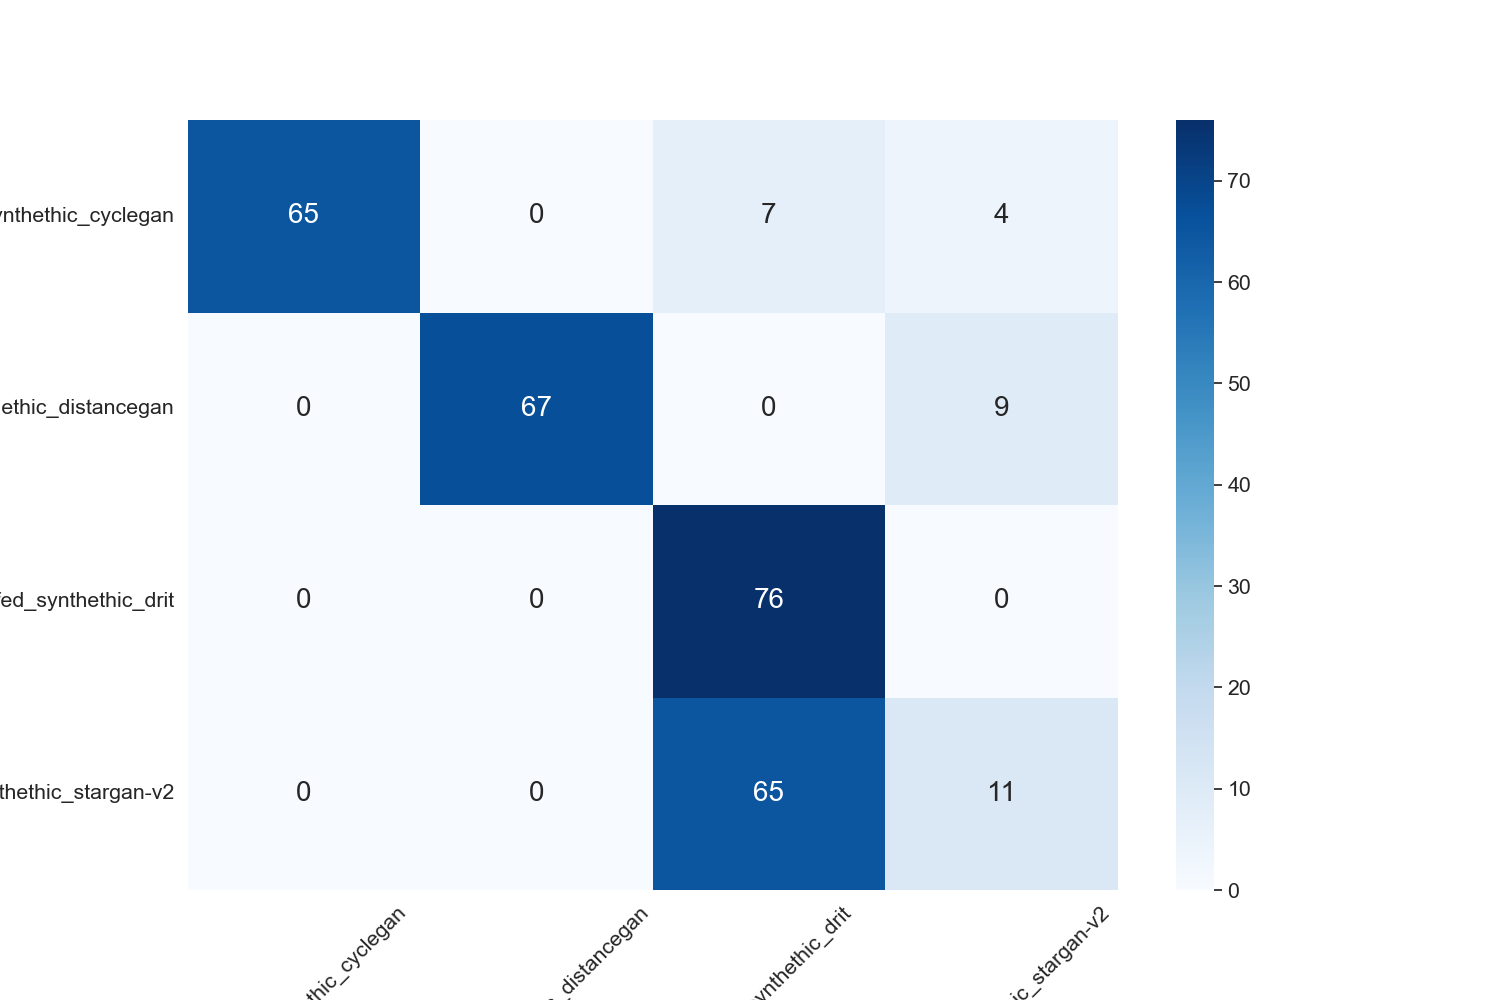 ynthethic_cyclegan
65 0 7 4
ethic_distancegan
0 67 0 9
fed_synthethic_drit
0 0 76 0
thethic_stargan-v2
0 0 65 11
thic_cyclegan
_distancegan
ynthethic_drit
ic_stargan-v2
70
60
50
40
30
20
10
0